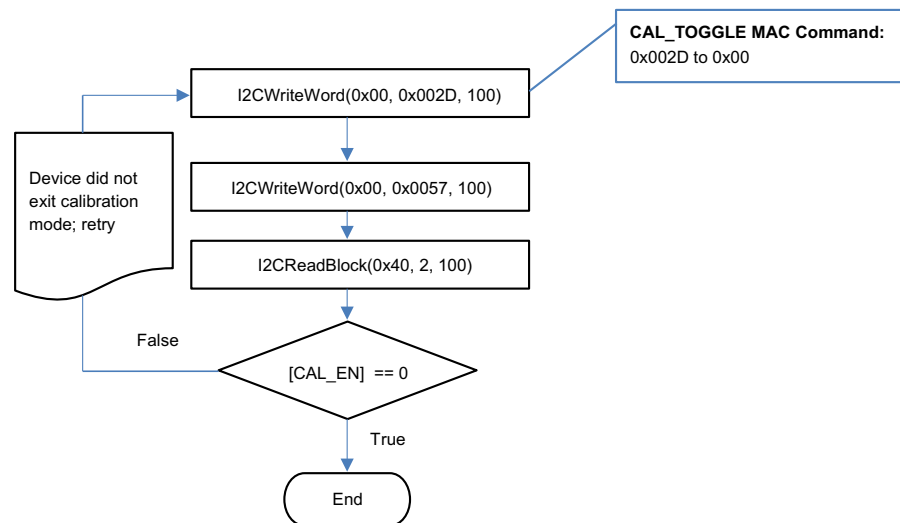 CAL_TOGGLE MAC Command:
0x002D to 0x00
I2CWriteWord(0x00, 0x002D, 100)
Device did not
exit calibration
mode; retry
I2CWriteWord(0x00, 0x0057, 100)
I2CReadBlock(0x40, 2, 100)
False
[CAL_EN] == 0
True
End